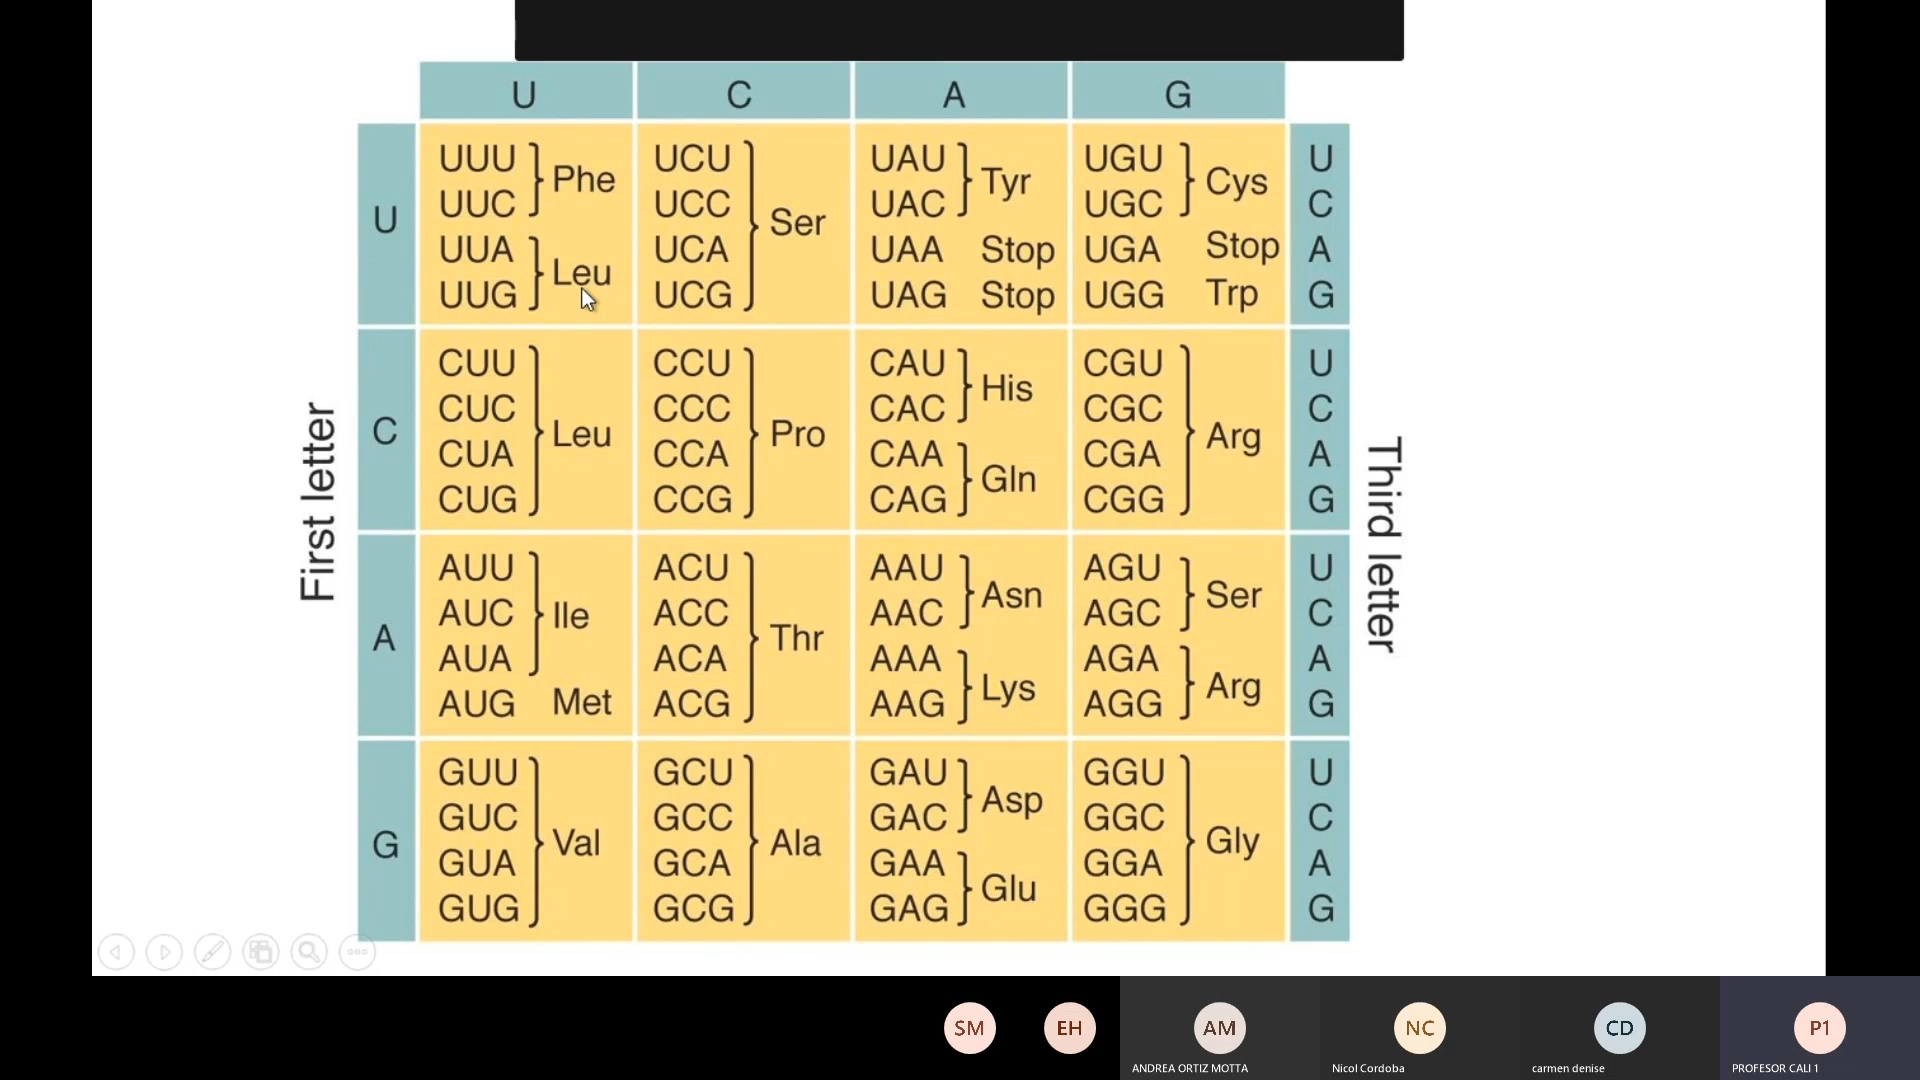 U C A G
U
UUU Phe UCU Ser UAU Tyr UGU Cys U
UUC UCC UAC UGC C
UUA Leu UCA UAA Stop UGA Stop A
UUG UCG UAG Stop UGG Trp G
C
CUU Leu CCU Pro CAU His CGU Arg U
CUC CCC CAC CGC C
CUA CCA CAA Gln CGA A
CUG CCG CAG CGG G
A
AUU Ile ACU Thr AAU Asn AGU Ser U
AUC ACC AAC AGC C
AUA ACA AAA Lys AGA Arg A
AUG Met ACG AAG AGG G
G
GUU Val GCU Ala GAU Asp GGU Gly U
GUC GCC GAC GGC C
GUA GCA GAA Glu GGA A
GUG GCG GAG GGG G
First letter
Third letter
SM EH AM NC CD P1
ANDREA ORTIZ MOTTA Nicol Cordoba carmen denise PROFESOR CALI 1